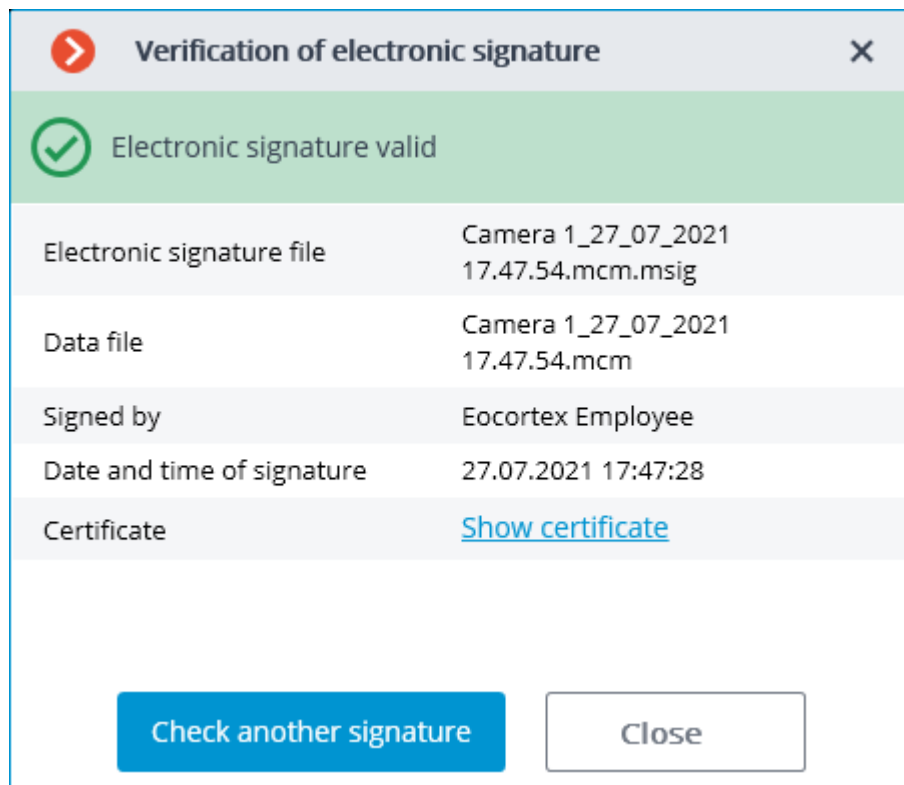 Verification of electronic signature
Electronic signature valid
Electronic signature file
Camera 1_27_07_2021
17.47.54.mcm.msig
Data file
Camera 1_27_07_2021
17.47.54.mcm
Signed by
Eocortex Employee
Date and time of signature
27.07.2021 17:47:28
Certificate
Show certificate
Check another signature
Close